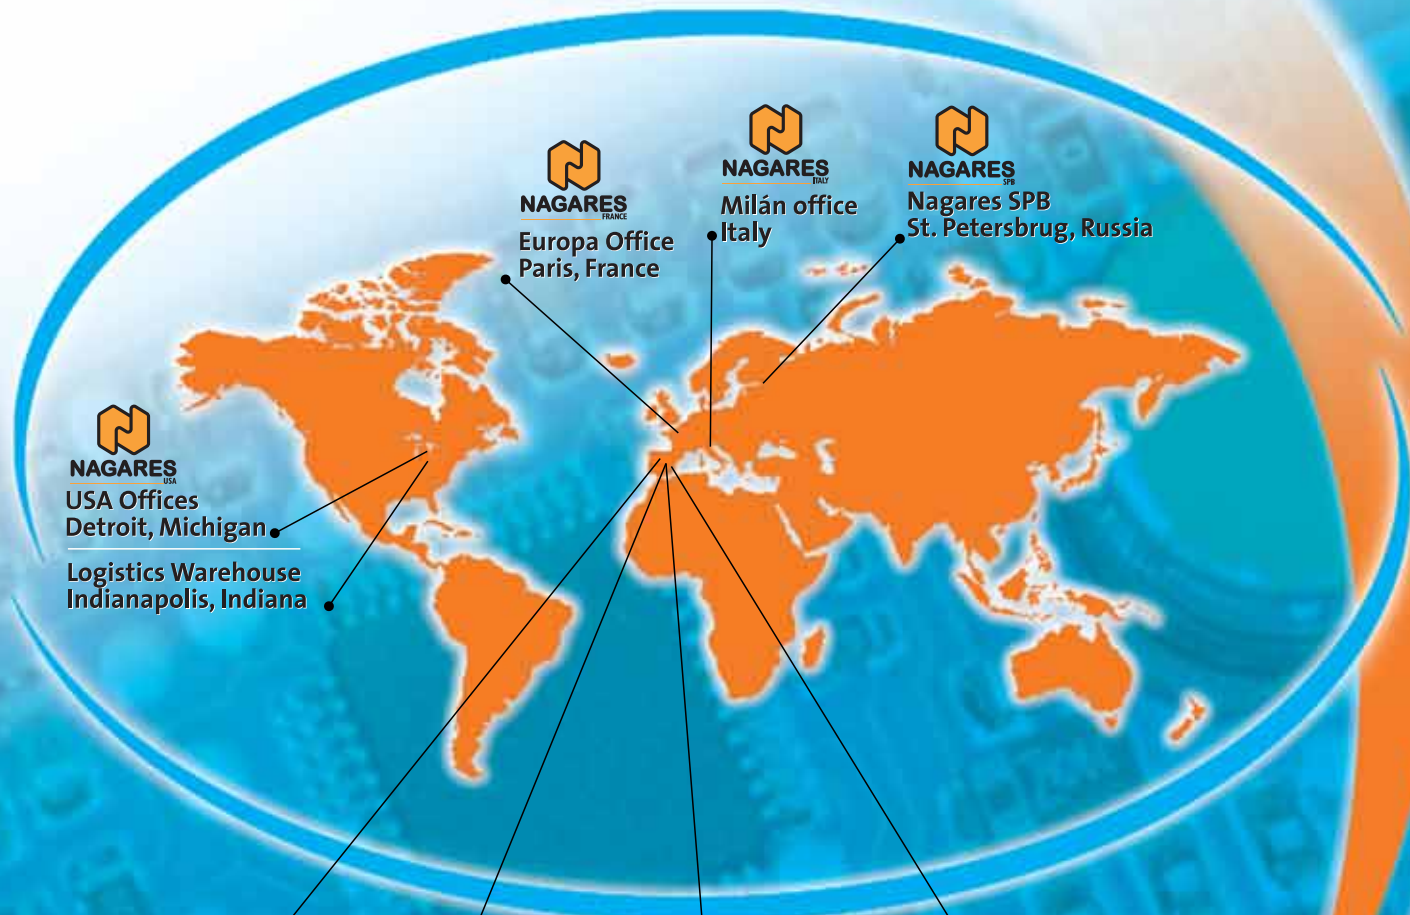 NAGARES
FRANCE
Europa Office
Paris, France
NAGARES
ITALY
Milán office
Italy
NAGARES
SPB
Nagares SPB
St. Petersbrug, Russia
NAGARES
USA
USA Offices
Detroit, Michigan
Logistics Warehouse
Indianapolis, Indiana